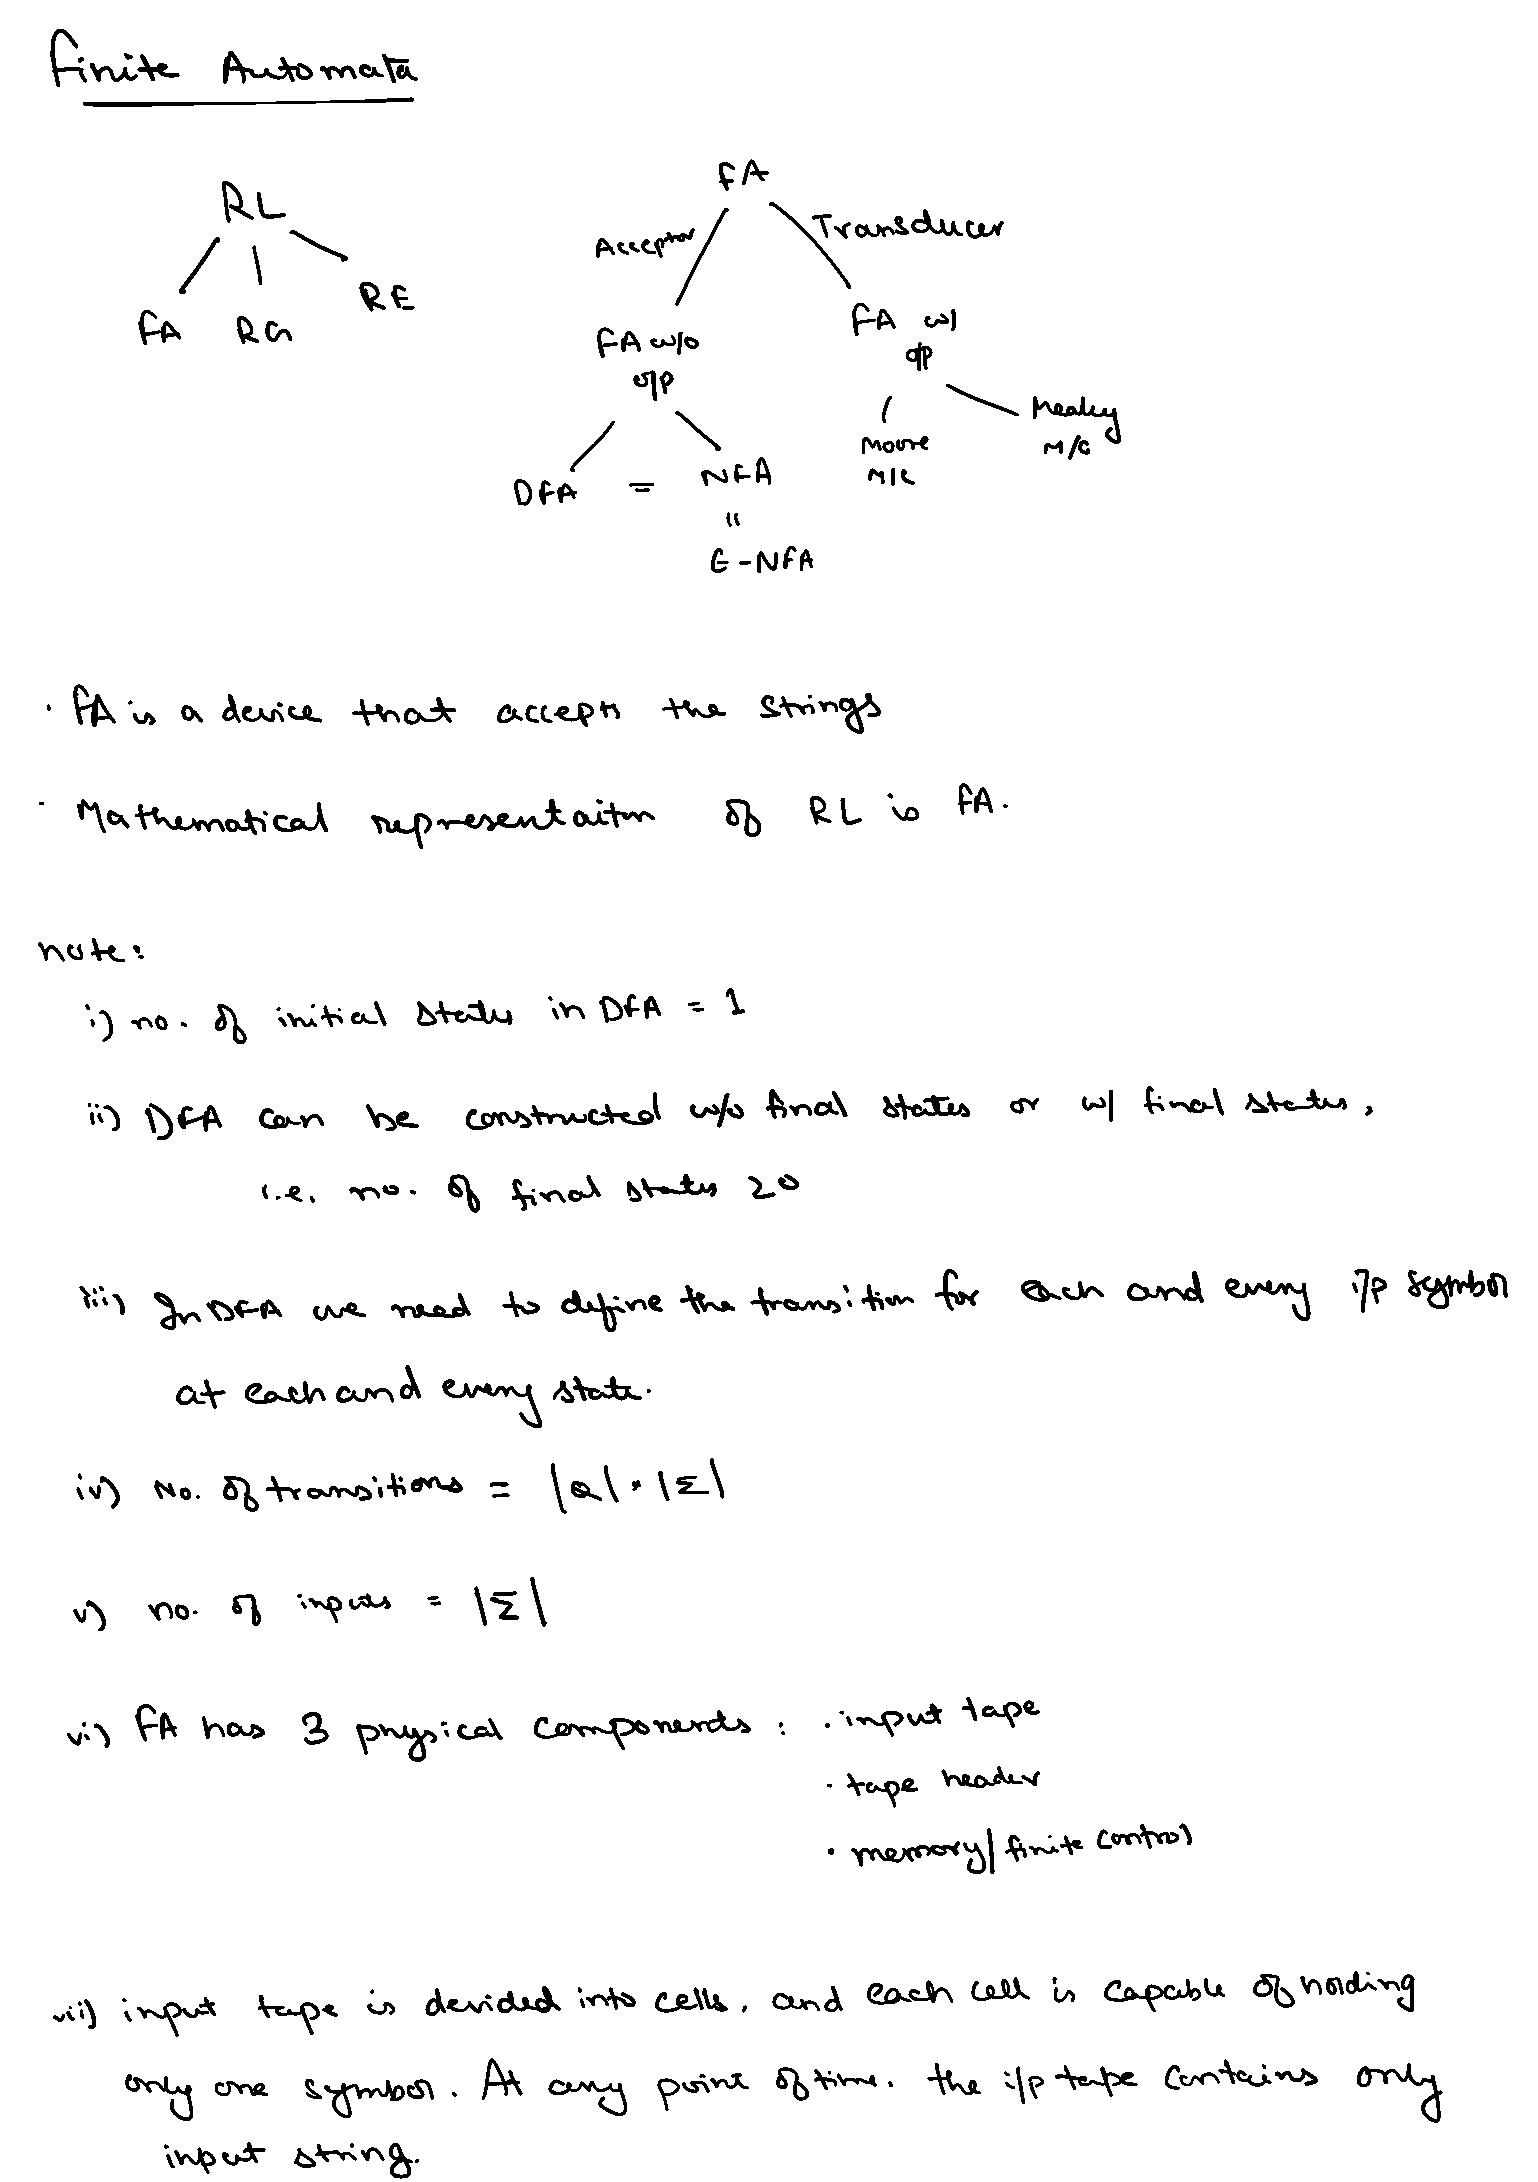 Finite Automata
RL
FA RG RE
FA
Acceptor Transducer
FA w/o o/p
FA w/ o/p
DFA = NFA
Moore M/C
Mealey M/C
"
E-NFA
· FA is a device that accepts the strings
· Mathematical representaiton of RL is FA.
note:
i) no. of initial states in DFA = 1
ii) DFA can be constructed w/o final states or w/ final states,
i.e. no. of final states ≥0
iii) In DFA we need to define the transition for each and every i/p symbol
at each and every state.
iv) No. of transitions = |Q| * |Σ|
v) no. of inputs = |Σ|
vi) FA has 3 physical components : . input tape
. tape header
. memory/finite control
vii) input tape is devided into cells, and each cell is capable of holding
only one symbol. At any point of time, the i/p tape contains only
input string.